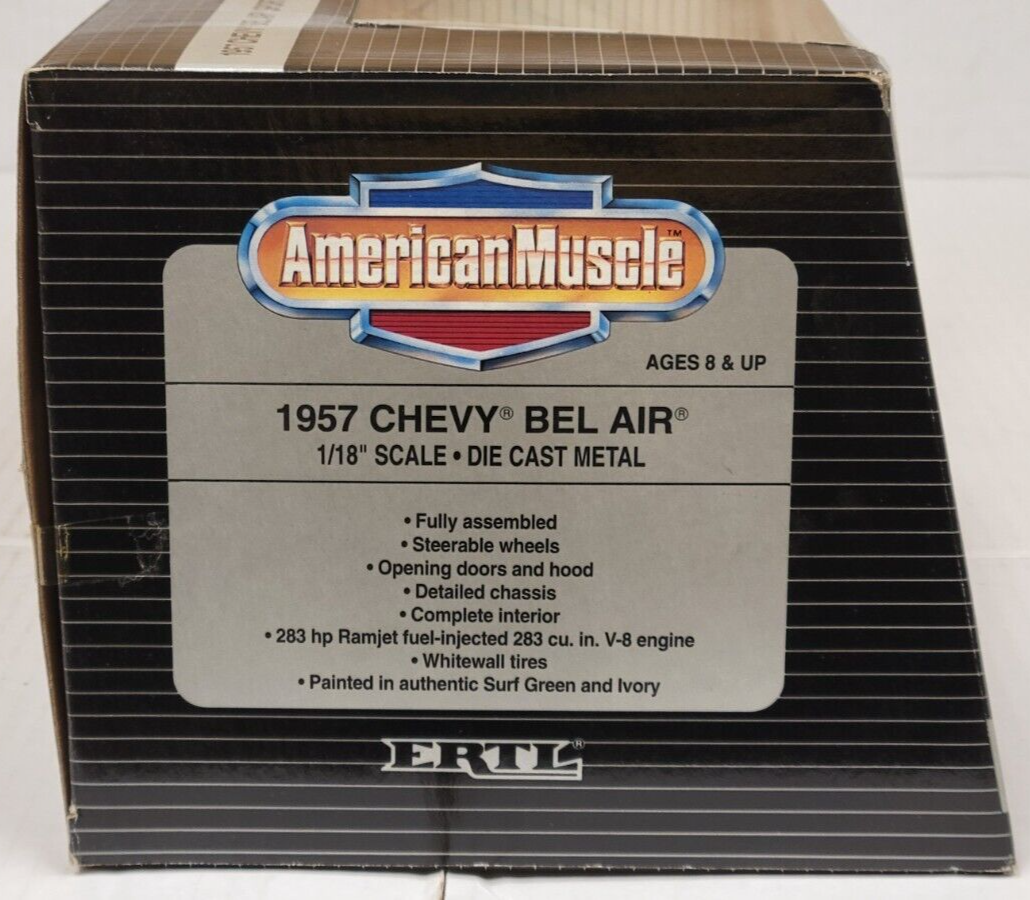 American Muscle™
AGES 8 & UP
1957 CHEVY® BEL AIR®
1/18" SCALE • DIE CAST METAL
• Fully assembled
• Steerable wheels
• Opening doors and hood
• Detailed chassis
• Complete interior
• 283 hp Ramjet fuel-injected 283 cu. in. V-8 engine
• Whitewall tires
• Painted in authentic Surf Green and Ivory
ERTL®